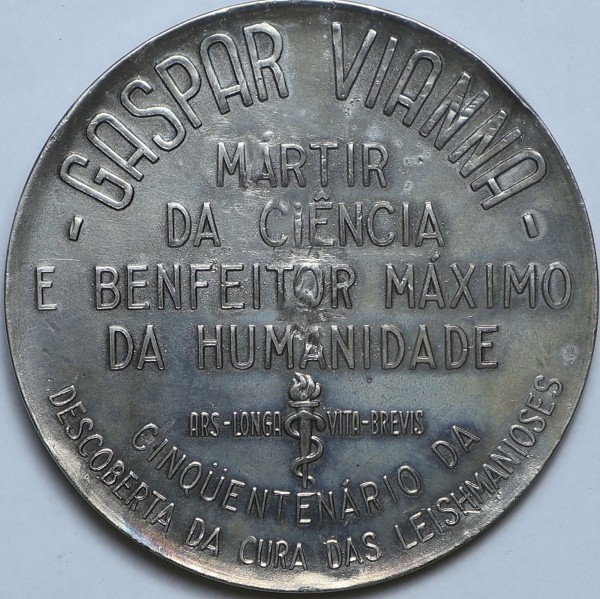 - GASPAR VIANNA -
MARTIR
DA CIÊNCIA
E BENFEITOR MÁXIMO
DA HUMANIDADE
ARS-LONGA VITA-BREVIS
CINQÜENTENÁRIO DA
DESCOBERTA DA CURA DAS LEISHMANIOSES